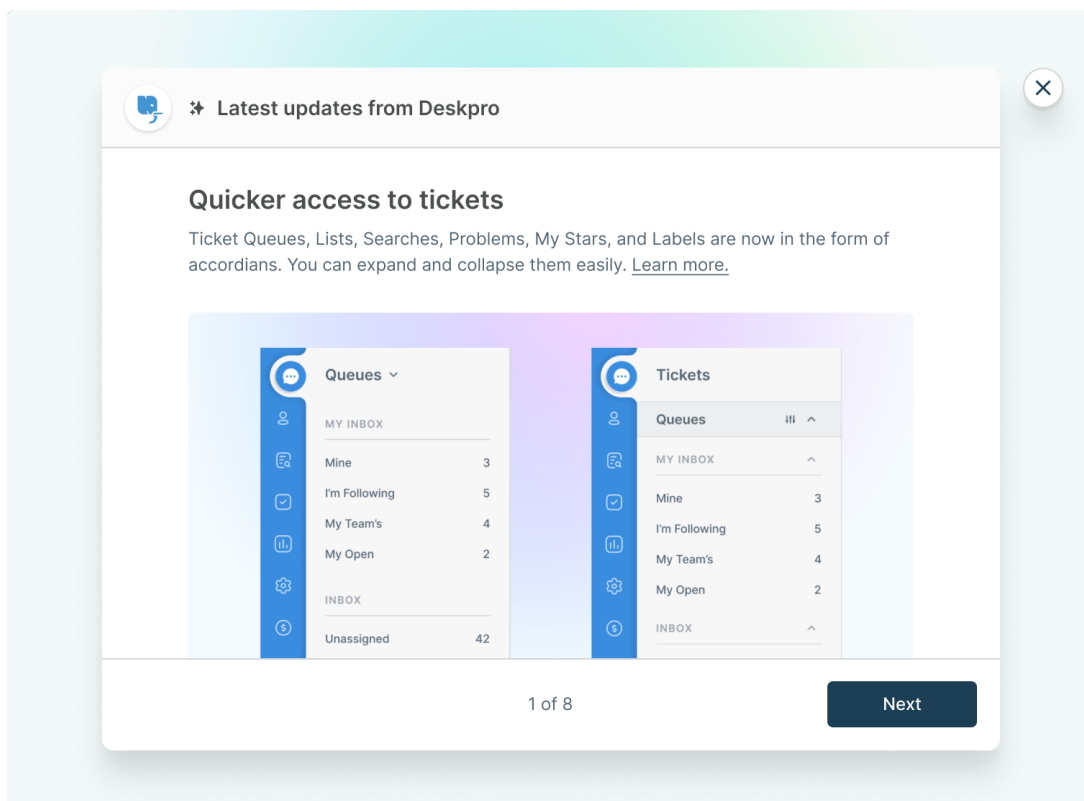 Latest updates from Deskpro
Quicker access to tickets
Ticket Queues, Lists, Searches, Problems, My Stars, and Labels are now in the form of
accordians. You can expand and collapse them easily. Learn more.
Queues
MY INBOX
Mine 3
I'm Following 5
My Team's 4
My Open 2
INBOX
Unassigned 42
Tickets
Queues
MY INBOX
Mine 3
I'm Following 5
My Team's 4
My Open 2
INBOX
1 of 8
Next